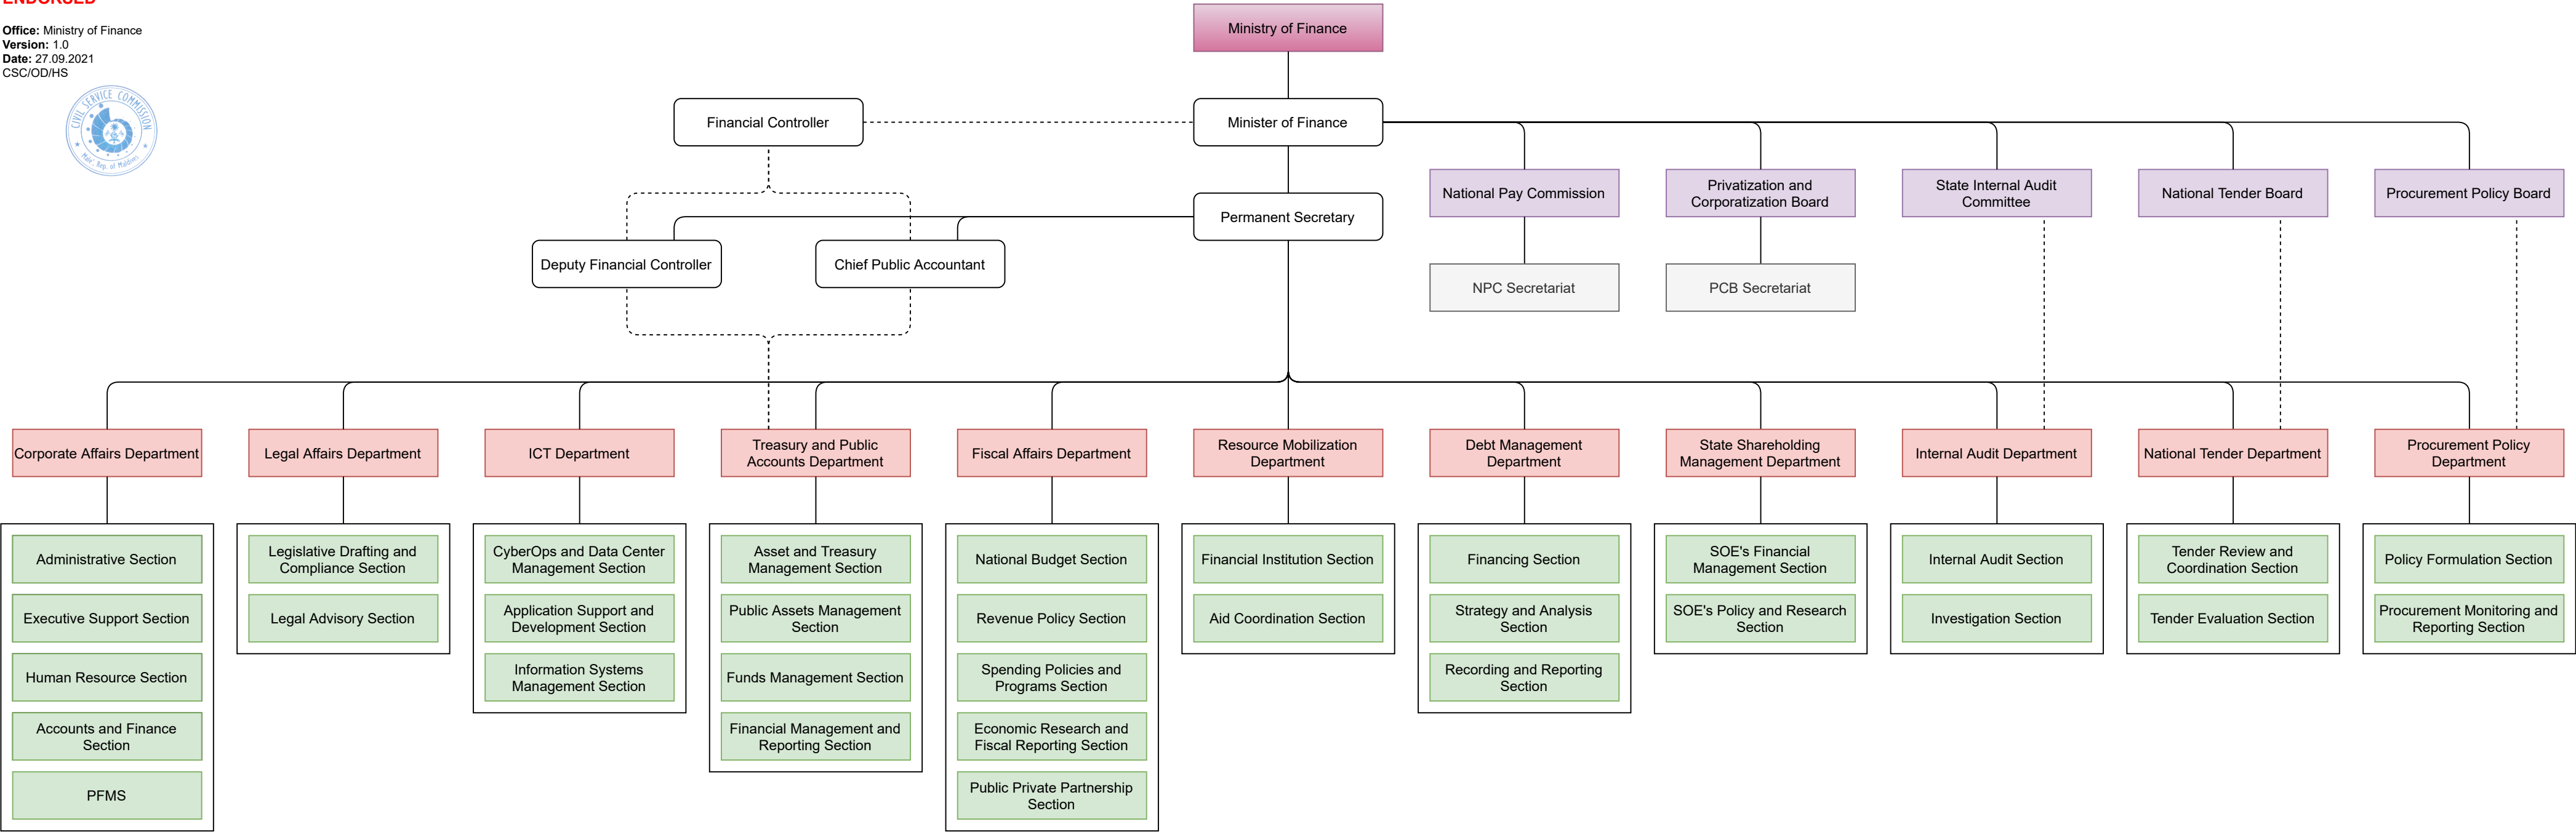 ENDORSED
Office: Ministry of Finance
Version: 1.0
Date: 27.09.2021
CSC/OD/HS
CIVIL SERVICE COMMISSION
Male', Rep. of Maldives
Ministry of Finance
Financial Controller
Minister of Finance
National Pay Commission
Privatization and
Corporatization Board
State Internal Audit
Committee
National Tender Board
Procurement Policy Board
Permanent Secretary
Deputy Financial Controller
Chief Public Accountant
NPC Secretariat
PCB Secretariat
Corporate Affairs Department
Legal Affairs Department
ICT Department
Treasury and Public
Accounts Department
Fiscal Affairs Department
Resource Mobilization
Department
Debt Management
Department
State Shareholding
Management Department
Internal Audit Department
National Tender Department
Procurement Policy
Department
Administrative Section
Executive Support Section
Human Resource Section
Accounts and Finance
Section
PFMS
Legislative Drafting and
Compliance Section
Legal Advisory Section
CyberOps and Data Center
Management Section
Application Support and
Development Section
Information Systems
Management Section
Asset and Treasury
Management Section
Public Assets Management
Section
Funds Management Section
Financial Management and
Reporting Section
National Budget Section
Revenue Policy Section
Spending Policies and
Programs Section
Economic Research and
Fiscal Reporting Section
Public Private Partnership
Section
Financial Institution Section
Aid Coordination Section
Financing Section
Strategy and Analysis
Section
Recording and Reporting
Section
SOE's Financial
Management Section
SOE's Policy and Research
Section
Internal Audit Section
Investigation Section
Tender Review and
Coordination Section
Tender Evaluation Section
Policy Formulation Section
Procurement Monitoring and
Reporting Section